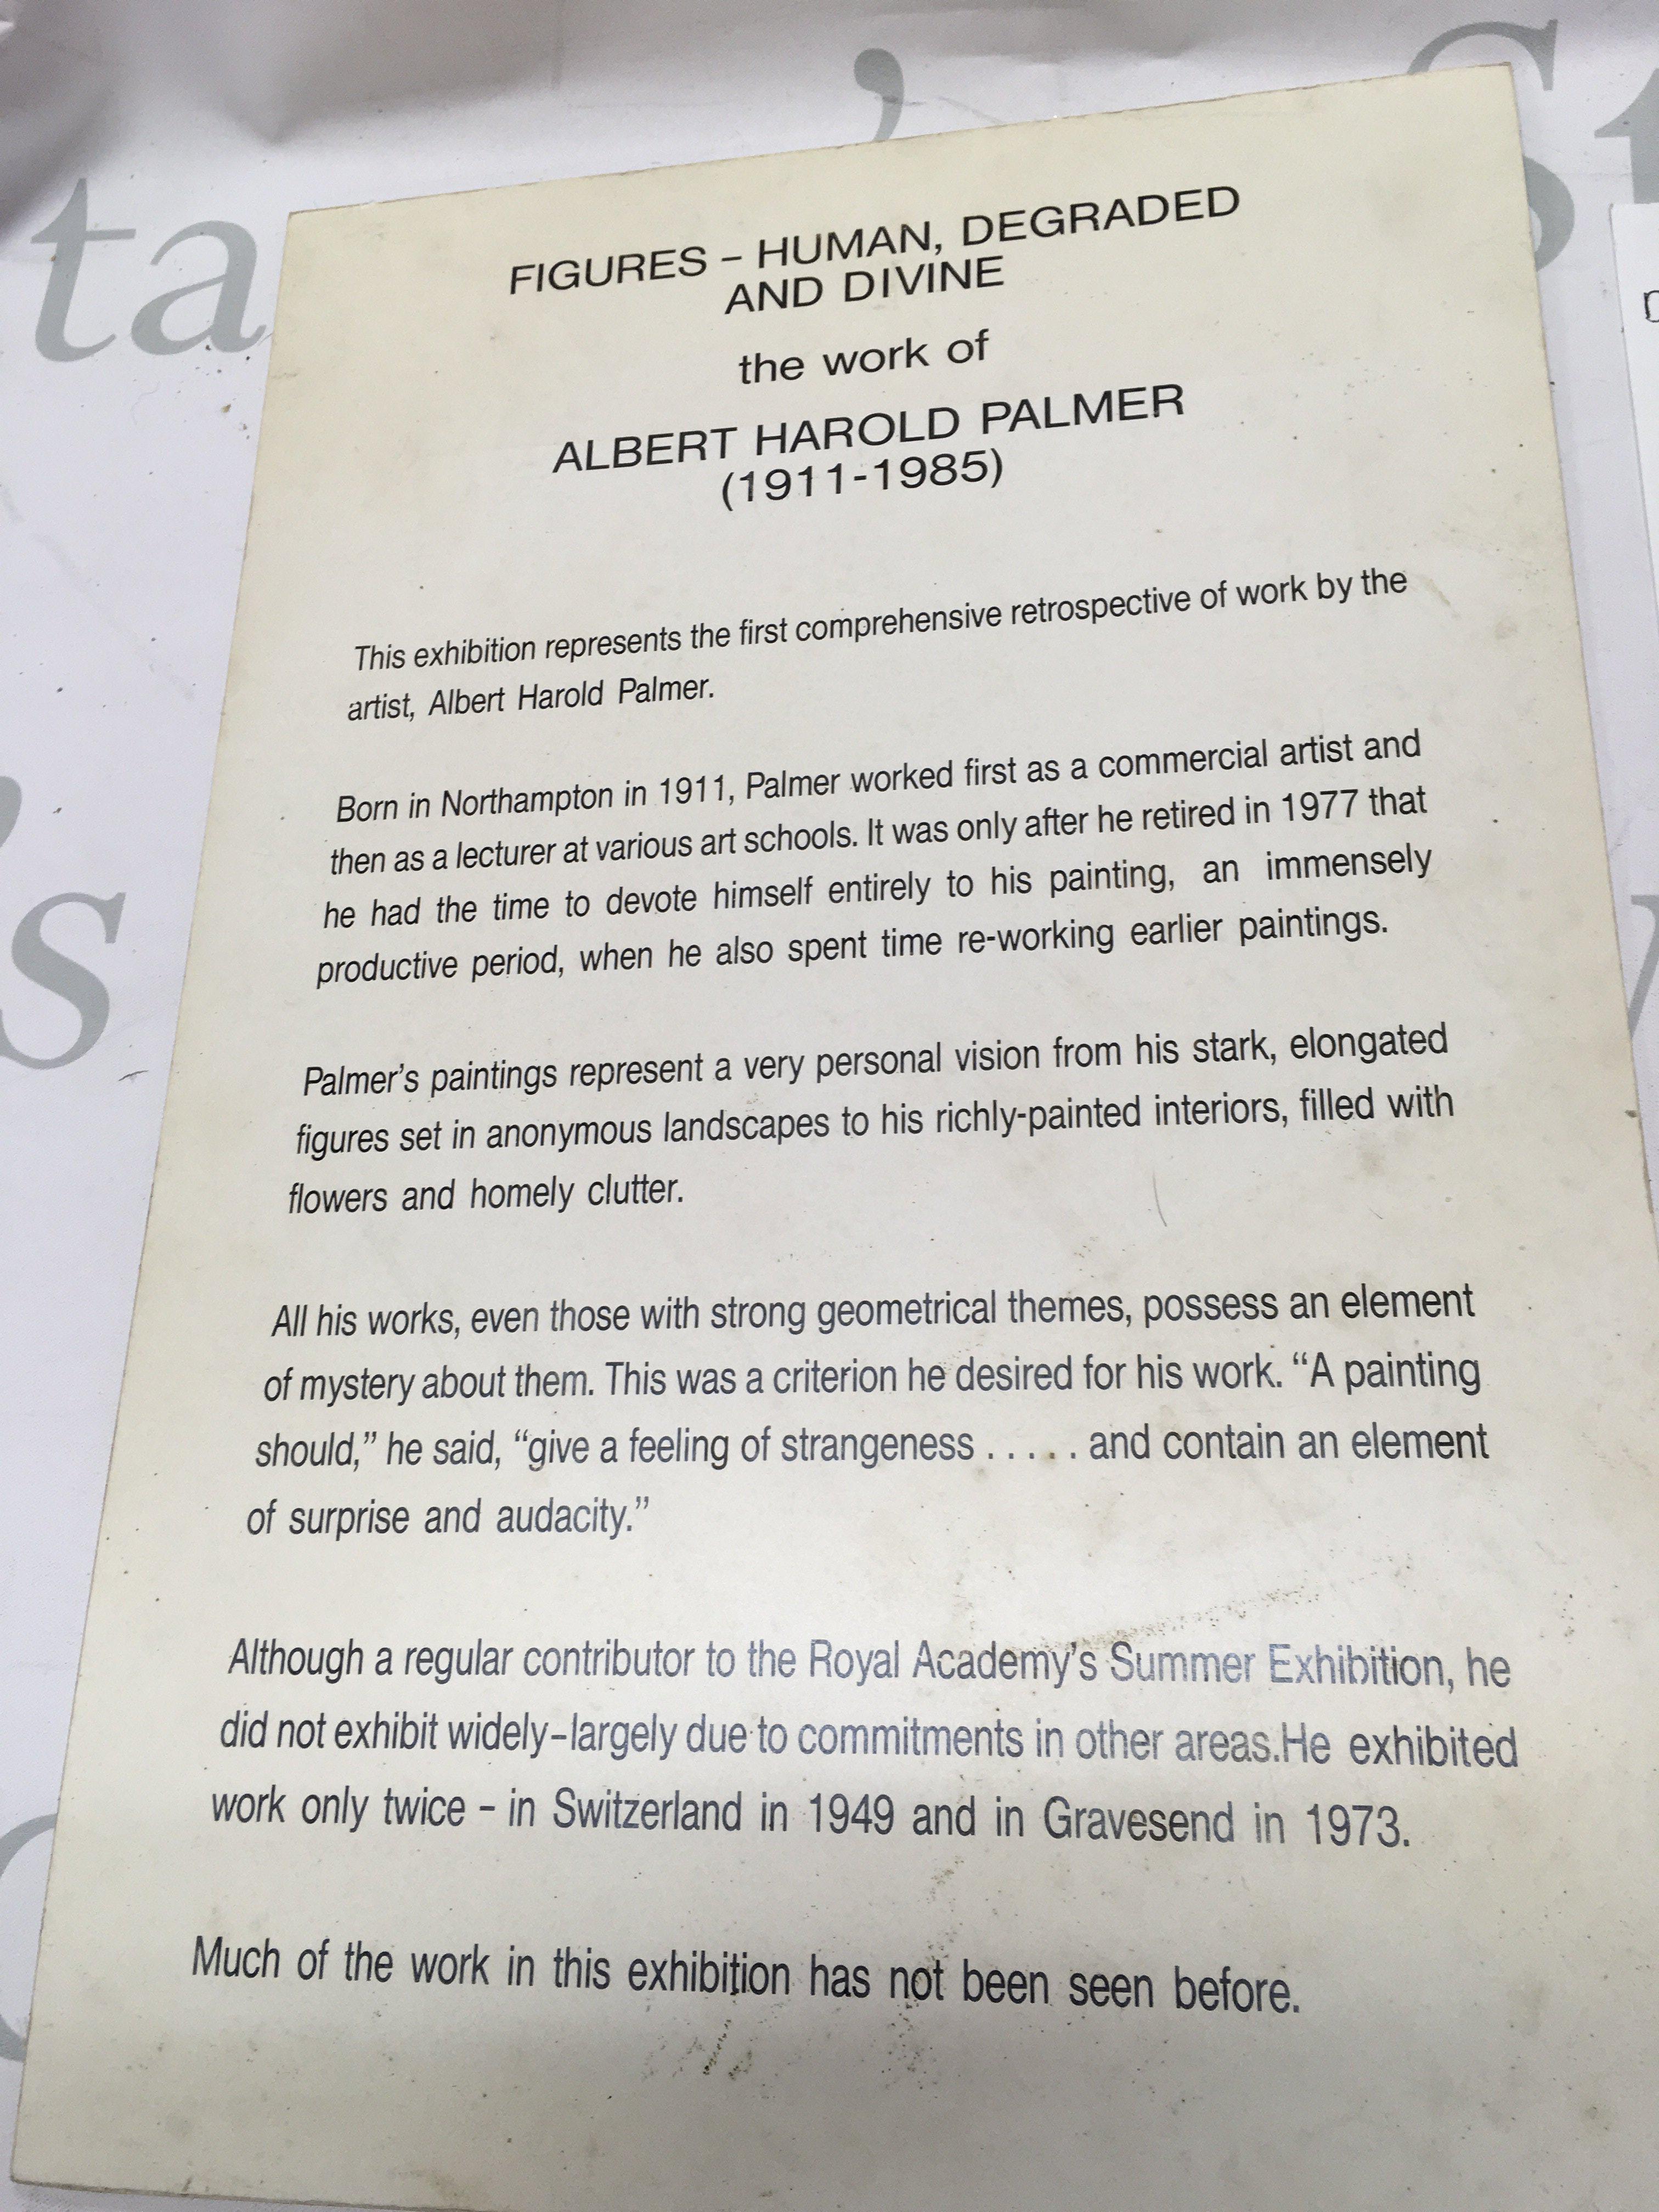 FIGURES – HUMAN, DEGRADED
AND DIVINE
the work of
ALBERT HAROLD PALMER
(1911-1985)
This exhibition represents the first comprehensive retrospective of work by the
artist, Albert Harold Palmer.
Born in Northampton in 1911, Palmer worked first as a commercial artist and
then as a lecturer at various art schools. It was only after he retired in 1977 that
he had the time to devote himself entirely to his painting, an immensely
productive period, when he also spent time re-working earlier paintings.
Palmer's paintings represent a very personal vision from his stark, elongated
figures set in anonymous landscapes to his richly-painted interiors, filled with
flowers and homely clutter.
All his works, even those with strong geometrical themes, possess an element
of mystery about them. This was a criterion he desired for his work. “A painting
should,” he said, “give a feeling of strangeness . . . . . and contain an element
of surprise and audacity.”
Although a regular contributor to the Royal Academy's Summer Exhibition, he
did not exhibit widely–largely due to commitments in other areas.He exhibited
work only twice – in Switzerland in 1949 and in Gravesend in 1973.
Much of the work in this exhibition has not been seen before.